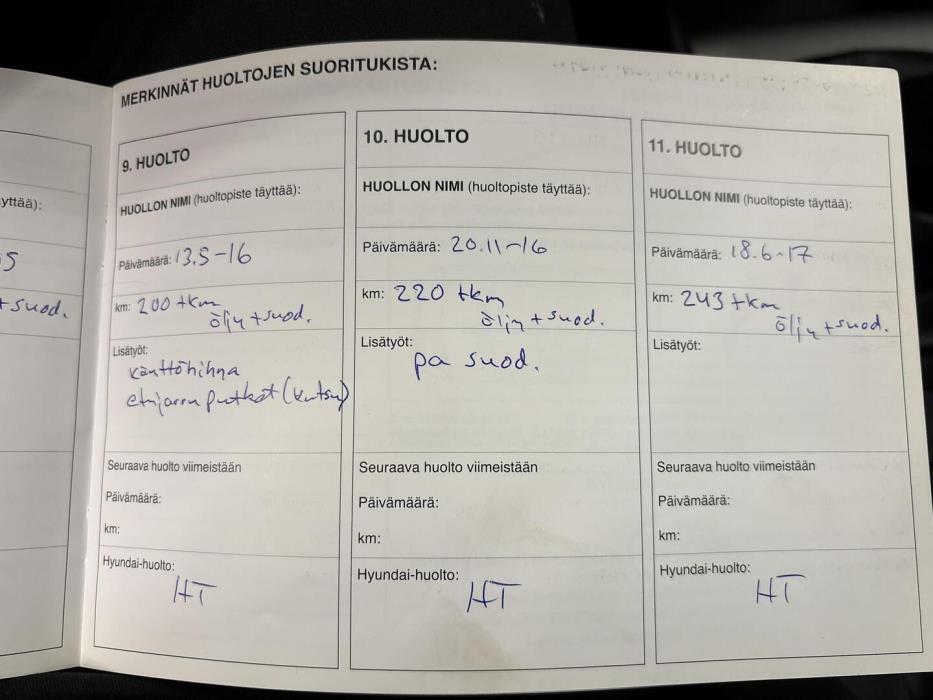 MERKINNÄT HUOLTOJEN SUORITUKISTA:
yttää):
5
+ suod.
9. HUOLTO
HUOLLON NIMI (huoltopiste täyttää):
Päivämäärä: 13.5-16
km: 200 tkm
öljy + suod.
Lisätyöt:
käyttöhihna
etujarruputket (kutsu)
Seuraava huolto viimeistään
Päivämäärä:
km:
Hyundai-huolto:
HT
10. HUOLTO
HUOLLON NIMI (huoltopiste täyttää):
Päivämäärä: 20.11-16
km: 220 tkm
öljy + suod.
Lisätyöt:
pa suod.
Seuraava huolto viimeistään
Päivämäärä:
km:
Hyundai-huolto:
HT
11. HUOLTO
HUOLLON NIMI (huoltopiste täyttää):
Päivämäärä: 18.6-17
km: 243 tkm
öljy + suod.
Lisätyöt:
Seuraava huolto viimeistään
Päivämäärä:
km:
Hyundai-huolto:
HT